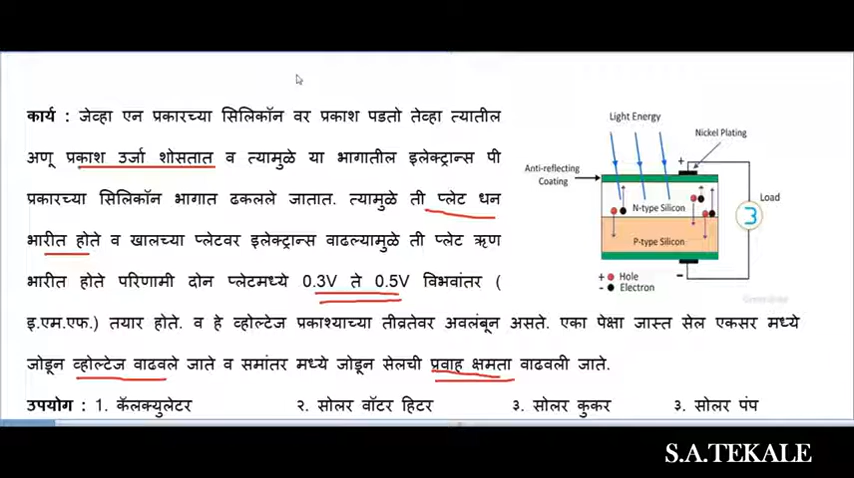 कार्य : जेव्हा एन प्रकारच्या सिलिकॉन वर प्रकाश पडतो तेव्हा त्यातील
अणू प्रकाश उर्जा शोसतात व त्यामुळे या भागातील इलेक्ट्रान्स पी
प्रकारच्या सिलिकॉन भागात ढकलले जातात. त्यामुळे ती प्लेट धन
भारीत होते व खालच्या प्लेटवर इलेक्ट्रान्स वाढल्यामुळे ती प्लेट ऋण
भारीत होते परिणामी दोन प्लेटमध्ये 0.3V ते 0.5V विभवांतर (
इ.एम.एफ.) तयार होते. व हे व्होल्टेज प्रकाश्याच्या तीव्रतेवर अवलंबून असते. एका पेक्षा जास्त सेल एकसर मध्ये
जोडून व्होल्टेज वाढवले जाते व समांतर मध्ये जोडून सेलची प्रवाह क्षमता वाढवली जाते.
उपयोग : 1. कॅलक्युलेटर २. सोलर वॉटर हिटर ३. सोलर कुकर ३. सोलर पंप
Light Energy
Nickel Plating
+
Anti-reflecting
Coating
Load
N-type Silicon
3
P-type Silicon
-
+ Hole
- Electron
S.A.TEKALE